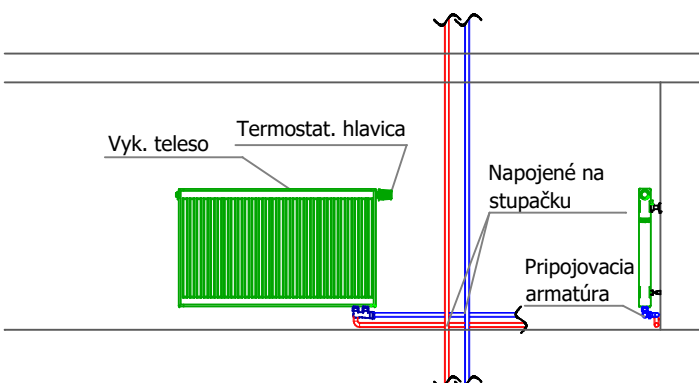 Termostat. hlavica
Vyk. teleso
Napojené na
stupačku
Pripojovacia
armatúra